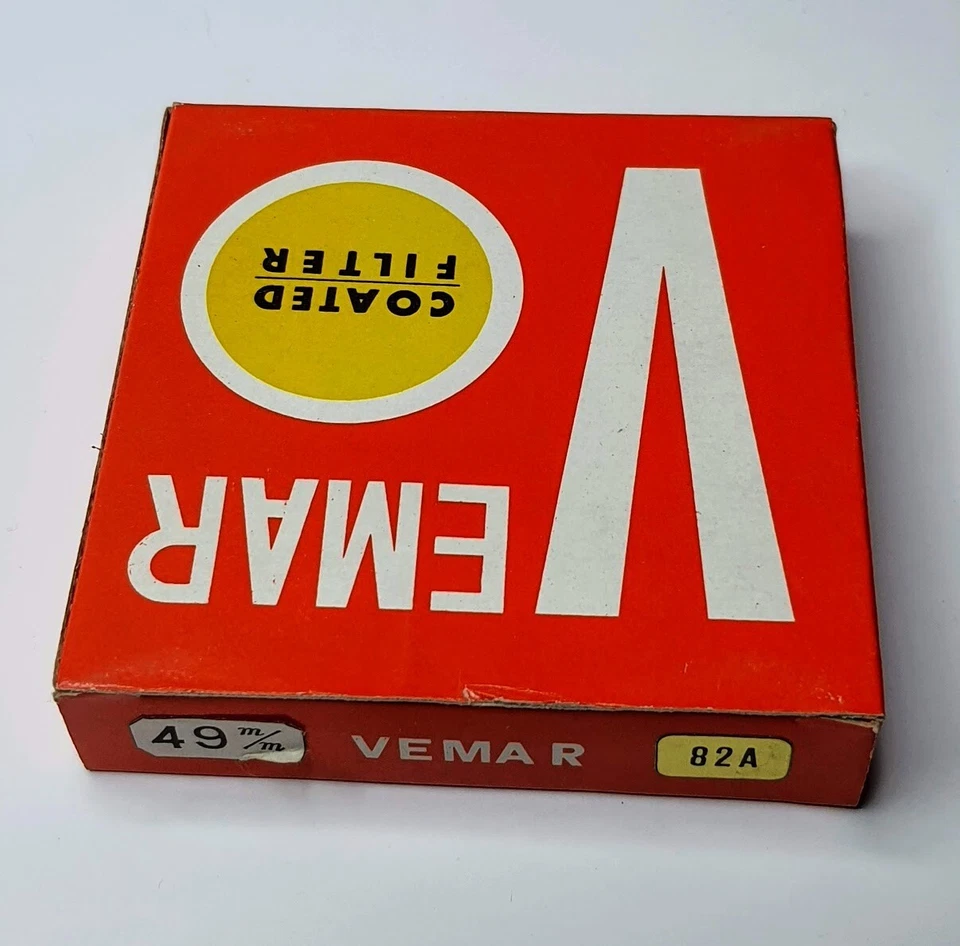 VEMAR
COATED
FILTER
49 m/m
VEMAR
82A